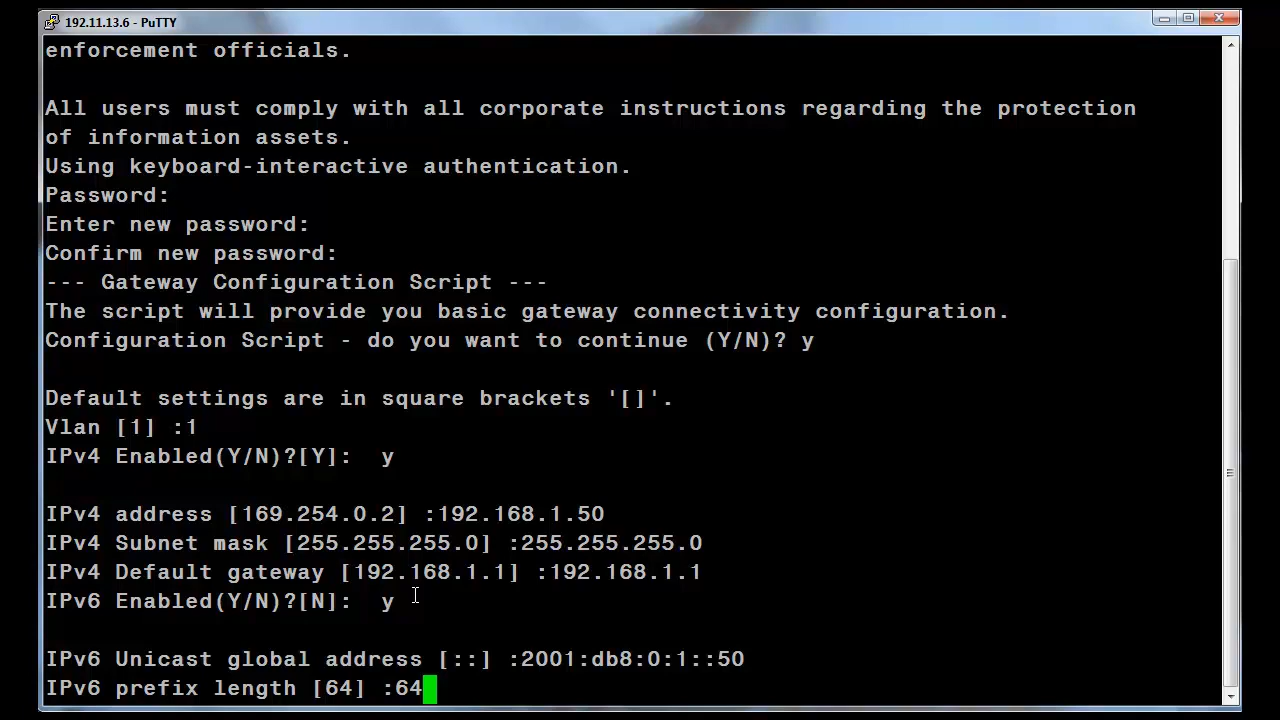 192.11.13.6 - PuTTY
enforcement officials.
All users must comply with all corporate instructions regarding the protection
of information assets.
Using keyboard-interactive authentication.
Password:
Enter new password:
Confirm new password:
--- Gateway Configuration Script ---
The script will provide you basic gateway connectivity configuration.
Configuration Script - do you want to continue (Y/N)? y
Default settings are in square brackets '[]'.
Vlan [1] :1
IPv4 Enabled(Y/N)?[Y]:  y
IPv4 address [169.254.0.2] :192.168.1.50
IPv4 Subnet mask [255.255.255.0] :255.255.255.0
IPv4 Default gateway [192.168.1.1] :192.168.1.1
IPv6 Enabled(Y/N)?[N]:  y
IPv6 Unicast global address [::] :2001:db8:0:1::50
IPv6 prefix length [64] :64